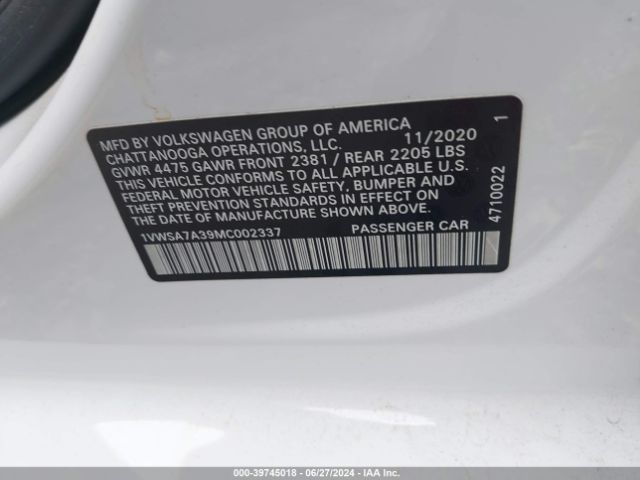 MFD BY VOLKSWAGEN GROUP OF AMERICA 11/2020 1
CHATTANOOGA OPERATIONS, LLC.
GVWR 4475 GAWR FRONT 2381 / REAR 2205 LBS
THIS VEHICLE CONFORMS TO ALL APPLICABLE U.S.
FEDERAL MOTOR VEHICLE SAFETY, BUMPER AND
THEFT PREVENTION STANDARDS IN EFFECT ON
THE DATE OF MANUFACTURE SHOWN ABOVE.
4710022
1VWSA7A39MC002337 PASSENGER CAR
000-39745018 - 06/27/2024 - IAA Inc.